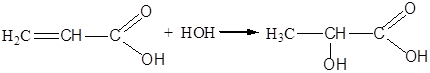 H₂C=CH—C(=O)—OH + HOH → H₃C—CH(OH)—C(=O)—OH